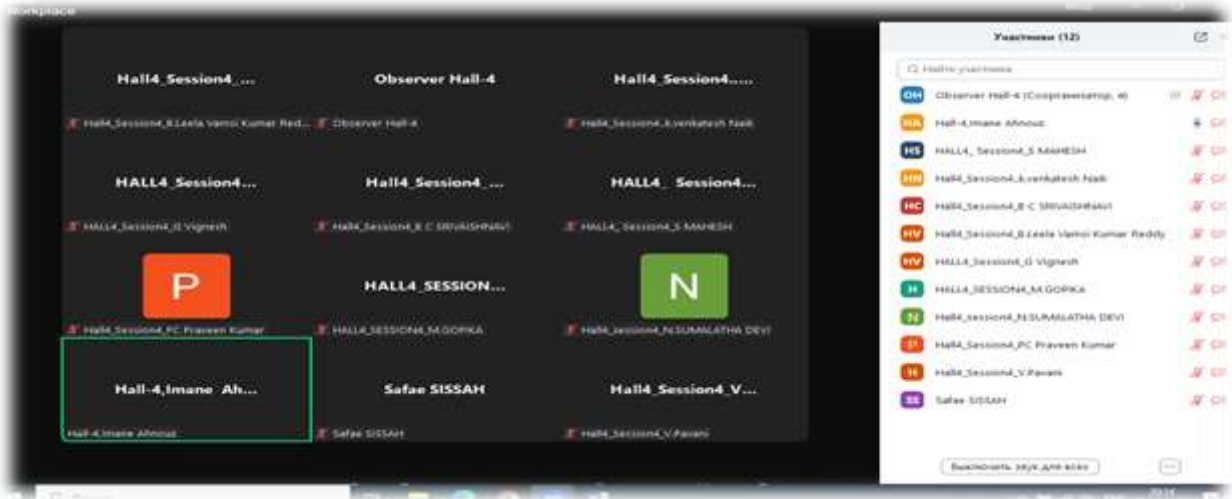 Workplace
Hall4_Session4_...
Observer Hall-4
Hall4_Session4.....
Hall4_Session4_B.Leela Vamsi Kumar Red...
Observer Hall-4
Hall4_Session4_k.venkatesh Naik
HALL4_Session4...
Hall4_Session4_...
HALL4_ Session4...
HALL4_Session4_G Vignesh
Hall4_Session4_B C SRIVAISHNAVI
HALL4_ Session4_S MAHESH
P
HALL4_SESSION...
N
Hall4_Session4_PC Praveen Kumar
HALL4_SESSION4_M.GOPIKA
Hall4_session4_N.SUMALATHA DEVI
Hall-4,Imane Ah...
Safae SISSAH
Hall4_Session4_V...
Hall-4,Imane Ahnouz
Safae SISSAH
Hall4_Session4_V.Pavani
Участники (12)
Найти участника
OH Observer Hall-4 (Соорганизатор, я)
HA Hall-4,Imane Ahnouz
HS HALL4_ Session4_S MAHESH
HN Hall4_Session4_k.venkatesh Naik
HC Hall4_Session4_B C SRIVAISHNAVI
HV Hall4_Session4_B.Leela Vamsi Kumar Reddy
HV HALL4_Session4_G Vignesh
H HALL4_SESSION4_M.GOPIKA
N Hall4_session4_N.SUMALATHA DEVI
P Hall4_Session4_PC Praveen Kumar
H Hall4_Session4_V.Pavani
SS Safae SISSAH
Выключить звук для всех